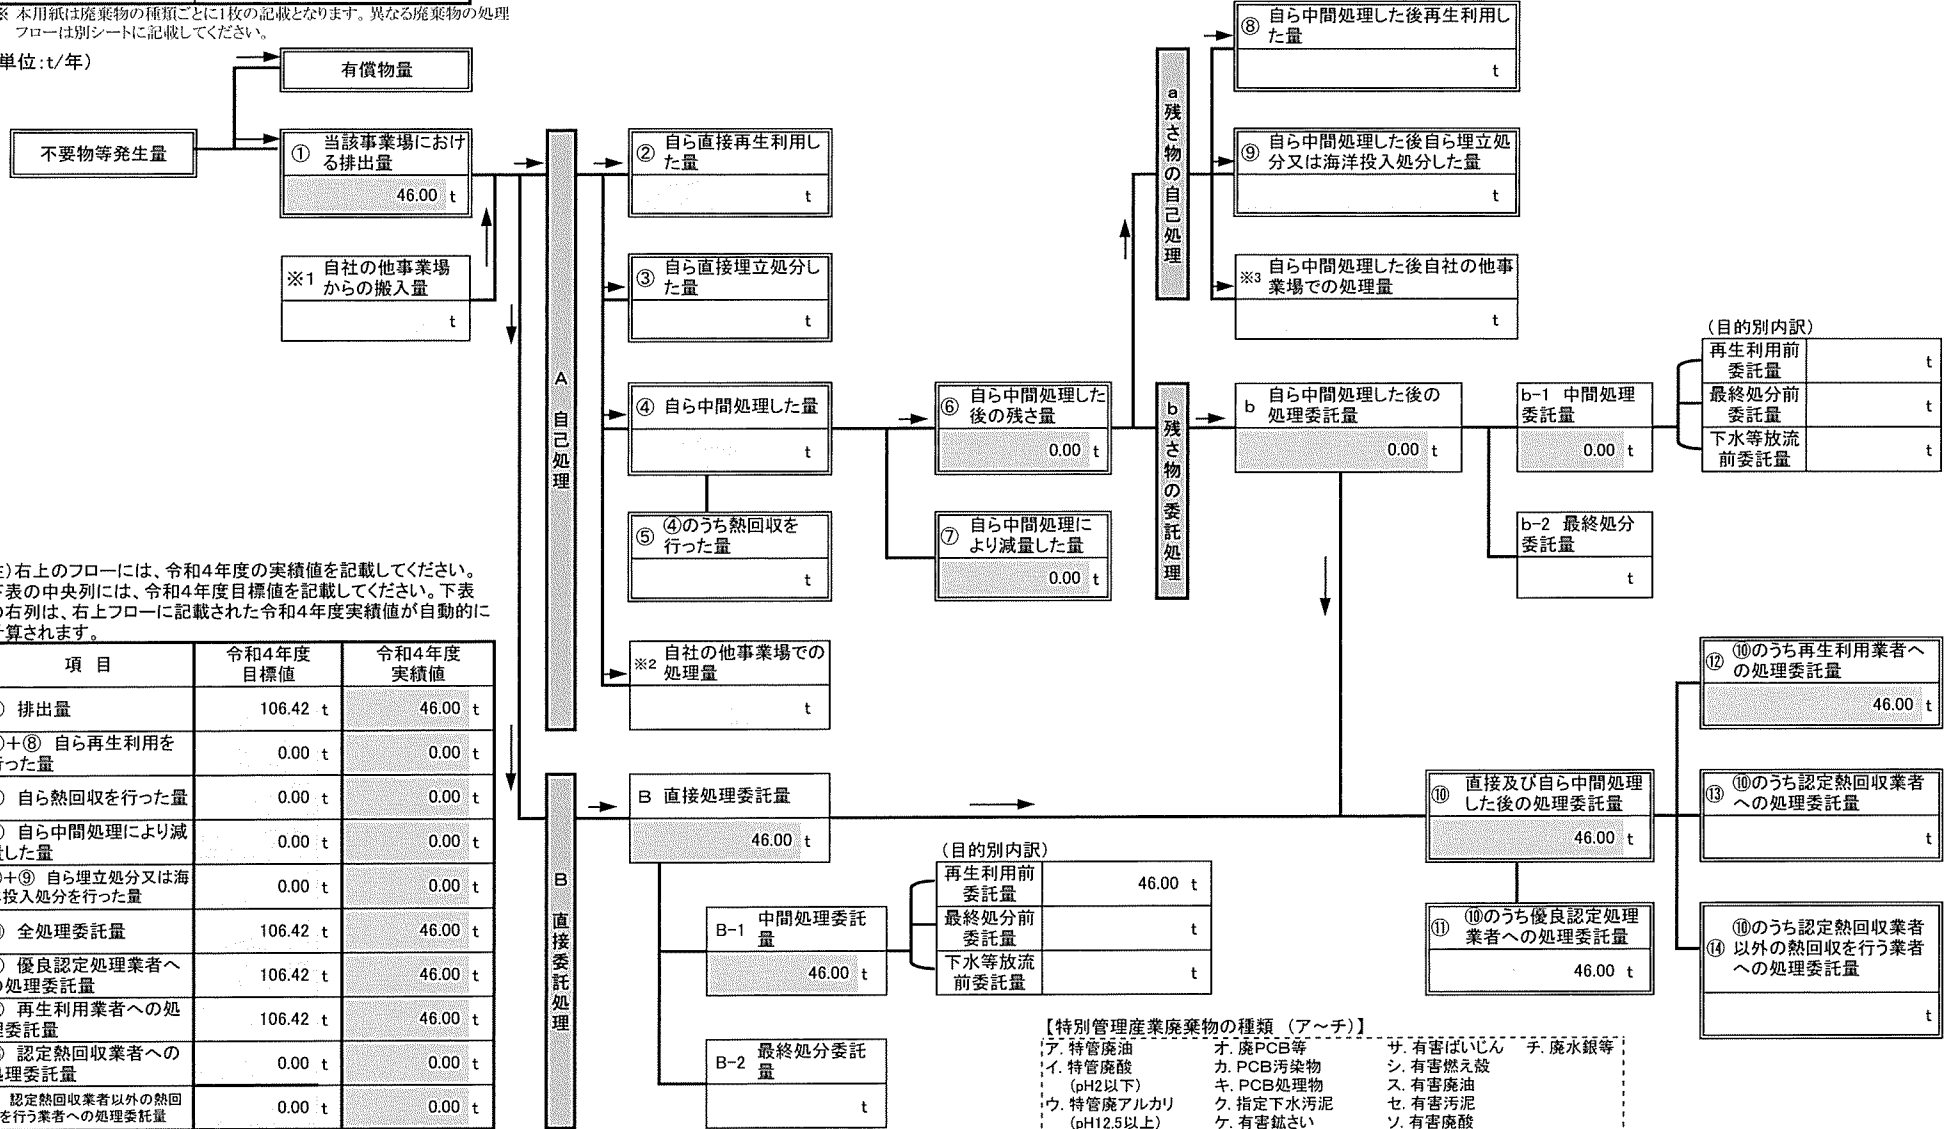 ※ 本用紙は廃棄物の種類ごとに1枚の記載となります。異なる廃棄物の処理
フローは別シートに記載してください。
単位:t/年)
有償物量
不要物等発生量
① 当該事業場におけ
る排出量
46.00 t
※1 自社の他事業場
からの搬入量
t
A 自己処理
② 自ら直接再生利用し
た量
t
③ 自ら直接埋立処分し
た量
t
④ 自ら中間処理した量
t
⑤ ④のうち熱回収を
行った量
t
※2 自社の他事業場での
処理量
t
⑥ 自ら中間処理した
後の残さ量
0.00 t
⑦ 自ら中間処理に
より減量した量
0.00 t
a 残さ物の自己処理
⑧ 自ら中間処理した後再生利用し
た量
t
⑨ 自ら中間処理した後自ら埋立処
分又は海洋投入処分した量
t
※3 自ら中間処理した後自社の他事
業場での処理量
t
b 残さ物の委託処理
b 自ら中間処理した後の
処理委託量
0.00 t
b-1 中間処理
委託量
0.00 t
b-2 最終処分
委託量
t
(目的別内訳)
再生利用前
委託量 t
最終処分前
委託量 t
下水等放流
前委託量 t
注)右上のフローには、令和4年度の実績値を記載してください。
下表の中央列には、令和4年度目標値を記載してください。下表
の右列は、右上フローに記載された令和4年度実績値が自動的に
計算されます。
項 目 令和4年度
目標値 令和4年度
実績値
) 排出量 106.42 t 46.00 t
)+⑧ 自ら再生利用を
行った量 0.00 t 0.00 t
) 自ら熱回収を行った量 0.00 t 0.00 t
) 自ら中間処理により減
量した量 0.00 t 0.00 t
)+⑨ 自ら埋立処分又は海
洋投入処分を行った量 0.00 t 0.00 t
) 全処理委託量 106.42 t 46.00 t
) 優良認定処理業者へ
の処理委託量 106.42 t 46.00 t
) 再生利用業者への処
理委託量 106.42 t 46.00 t
) 認定熱回収業者への
処理委託量 0.00 t 0.00 t
認定熱回収業者以外の熱回
を行う業者への処理委託量 0.00 t 0.00 t
B 直接委託処理
B 直接処理委託量
46.00 t
B-1 中間処理委託
量
46.00 t
B-2 最終処分委託
量
t
(目的別内訳)
再生利用前
委託量 46.00 t
最終処分前
委託量 t
下水等放流
前委託量 t
⑩ 直接及び自ら中間処理
した後の処理委託量
46.00 t
⑪ ⑩のうち優良認定処理
業者への処理委託量
46.00 t
⑫ ⑩のうち再生利用業者へ
の処理委託量
46.00 t
⑬ ⑩のうち認定熱回収業者
への処理委託量
t
⑭ ⑩のうち認定熱回収業者
以外の熱回収を行う業者
への処理委託量
t
【特別管理産業廃棄物の種類 (ア~チ)】
ア. 特管廃油 オ. 廃PCB等 サ. 有害ばいじん チ. 廃水銀等
イ. 特管廃酸 カ. PCB汚染物 シ. 有害燃え殻
(pH2以下) キ. PCB処理物 ス. 有害廃油
ウ. 特管廃アルカリ ク. 指定下水汚泥 セ. 有害汚泥
(pH12.5以上) ケ. 有害鉱さい ソ. 有害廃酸